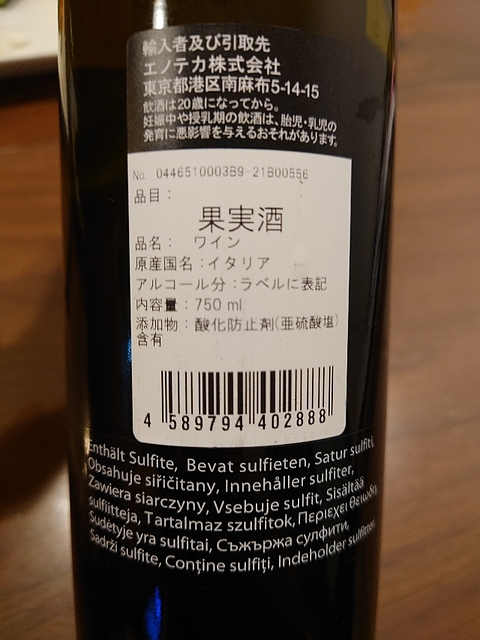 輸入者及び引取先
エノテカ株式会社
東京都港区南麻布5-14-15
飲酒は20歳になってから。
妊娠中や授乳期の飲酒は、胎児・乳児の
発育に悪影響を与えるおそれがあります。
No. 0446510003B9-21B00556
品目：
果実酒
品名： ワイン
原産国名：イタリア
アルコール分：ラベルに表記
内容量：750 ml
添加物：酸化防止剤(亜硫酸塩)
含有
4 589794 402888
Enthält Sulfite, Bevat sulfieten, Satur sulfiti,
Obsahuje siřičitany, Innehåller sulfiter,
Zawiera siarczyny, Vsebuje sulfit, Sisältää
sulfiitteja, Tartalmaz szulfitok, Περιεχει θειωδη,
Sudėtyje yra sulfitai, Съжържа сулфити,
Sadrži sulfite, Conține sulfiți, Indeholder sulfitter